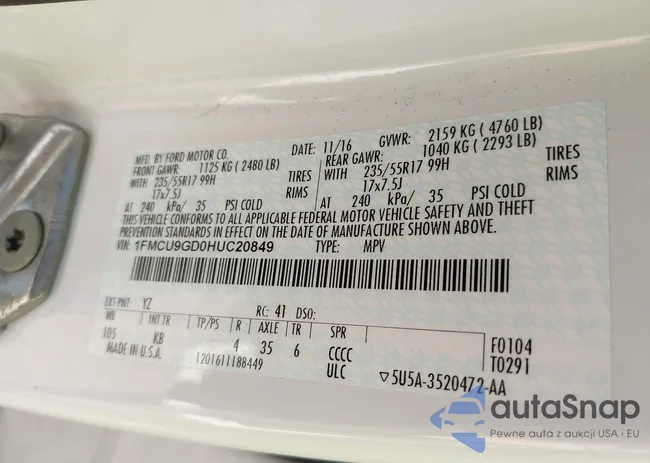 MFD. BY FORD MOTOR CO. DATE: 11/16 GVWR: 2159 KG ( 4760 LB)
FRONT GAWR: 1125 KG ( 2480 LB) REAR GAWR: 1040 KG ( 2293 LB)
WITH 235/55R17 99H TIRES WITH 235/55R17 99H TIRES
17x7.5J RIMS 17x7.5J RIMS
AT 240 kPa/ 35 PSI COLD AT 240 kPa/ 35 PSI COLD
THIS VEHICLE CONFORMS TO ALL APPLICABLE FEDERAL MOTOR VEHICLE SAFETY AND THEFT
PREVENTION STANDARDS IN EFFECT ON THE DATE OF MANUFACTURE SHOWN ABOVE.
VIN: 1FMCU9GD0HUC20849 TYPE: MPV
EXT PNT: YZ RC: 41 DSO:
WB INT TR TP/PS R AXLE TR SPR
105 KB 4 35 6 CCCC F0104
MADE IN U.S.A. 1201611188449 ULC T0291
▽5U5A-3520472-AA
autaSnap
Pewne auta z aukcji USA i EU